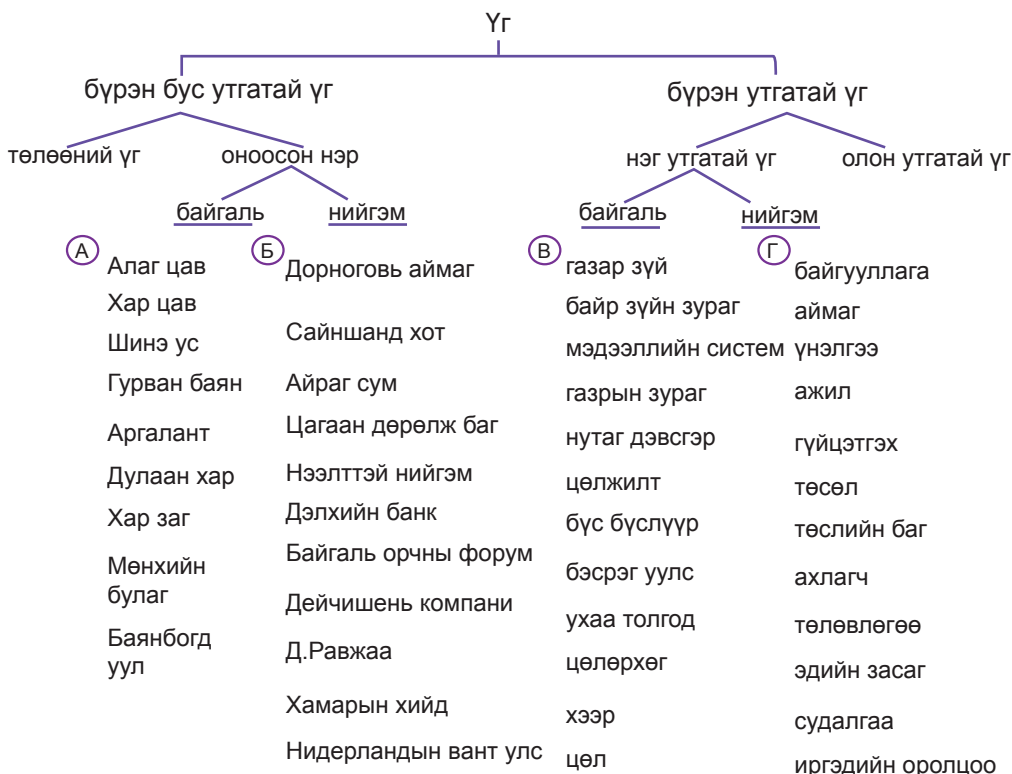 Үг
бүрэн бус утгатай үг
бүрэн утгатай үг
төлөөний үг
оноосон нэр
нэг утгатай үг
олон утгатай үг
байгаль
нийгэм
байгаль
нийгэм
А
Алаг цав
Хар цав
Шинэ ус
Гурван баян
Аргалант
Дулаан хар
Хар заг
Мөнхийн
булаг
Баянбогд
уул
Б
Дорноговь аймаг
Сайншанд хот
Айраг сум
Цагаан дөрөлж баг
Нээлттэй нийгэм
Дэлхийн банк
Байгаль орчны форум
Дейчишень компани
Д.Равжаа
Хамарын хийд
Нидерландын вант улс
В
газар зүй
байр зүйн зураг
мэдээллийн систем
газрын зураг
нутаг дэвсгэр
цөлжилт
бүс бүслүүр
бэсрэг уулс
ухаа толгод
цөлөрхөг
хээр
цөл
Г
байгууллага
аймаг
үнэлгээ
ажил
гүйцэтгэх
төсөл
төслийн баг
ахлагч
төлөвлөгөө
эдийн засаг
судалгаа
иргэдийн оролцоо